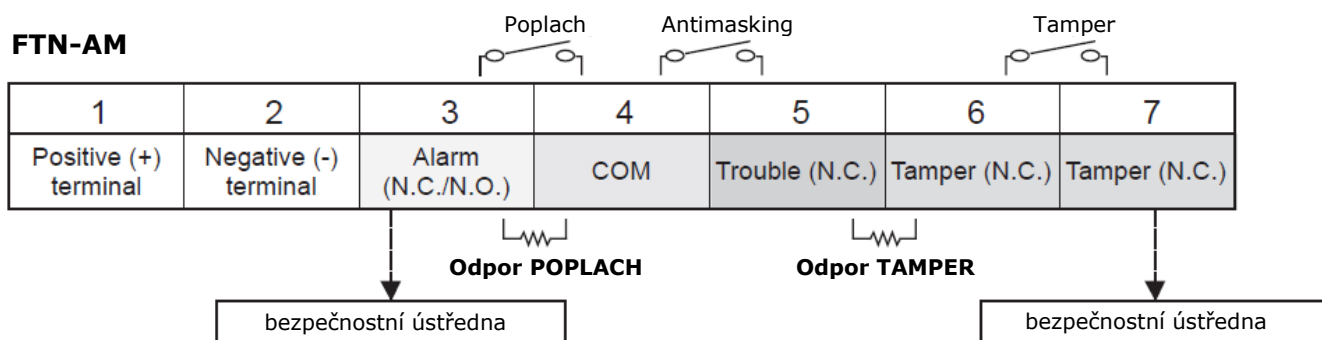 Poplach Antimasking Tamper
FTN-AM
1 2 3 4 5 6 7
Positive (+) terminal Negative (-) terminal Alarm (N.C./N.O.) COM Trouble (N.C.) Tamper (N.C.) Tamper (N.C.)
Odpor POPLACH Odpor TAMPER
bezpečnostní ústředna bezpečnostní ústředna